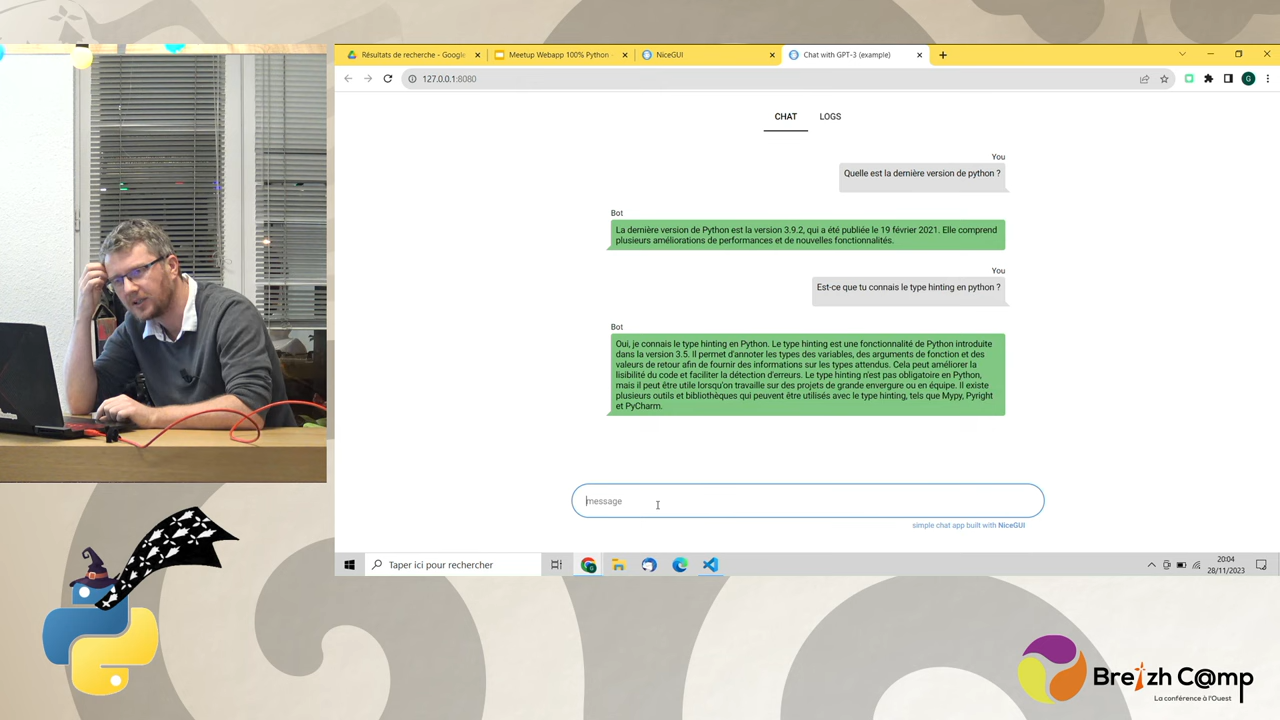 Résultats de recherche - Google
Meetup Webapp 100% Python -
NiceGUI
Chat with GPT-3 (example)
127.0.0.1:8080
CHAT
LOGS
You
Quelle est la dernière version de python ?
Bot
La dernière version de Python est la version 3.9.2, qui a été publiée le 19 février 2021. Elle comprend
plusieurs améliorations de performances et de nouvelles fonctionnalités.
You
Est-ce que tu connais le type hinting en python ?
Bot
Oui, je connais le type hinting en Python. Le type hinting est une fonctionnalité de Python introduite
dans la version 3.5. Il permet d'annoter les types des variables, des arguments de fonction et des
valeurs de retour afin de fournir des informations sur les types attendus. Cela peut améliorer la
lisibilité du code et faciliter la détection d'erreurs. Le type hinting n'est pas obligatoire en Python,
mais il peut être utile lorsqu'on travaille sur des projets de grande envergure ou en équipe. Il existe
plusieurs outils et bibliothèques qui peuvent être utilisés avec le type hinting, tels que Mypy, Pyright
et PyCharm.
message
simple chat app built with NiceGUI
Taper ici pour rechercher
20:04
28/11/2023
Breizh C@mp
La conférence à l'Ouest